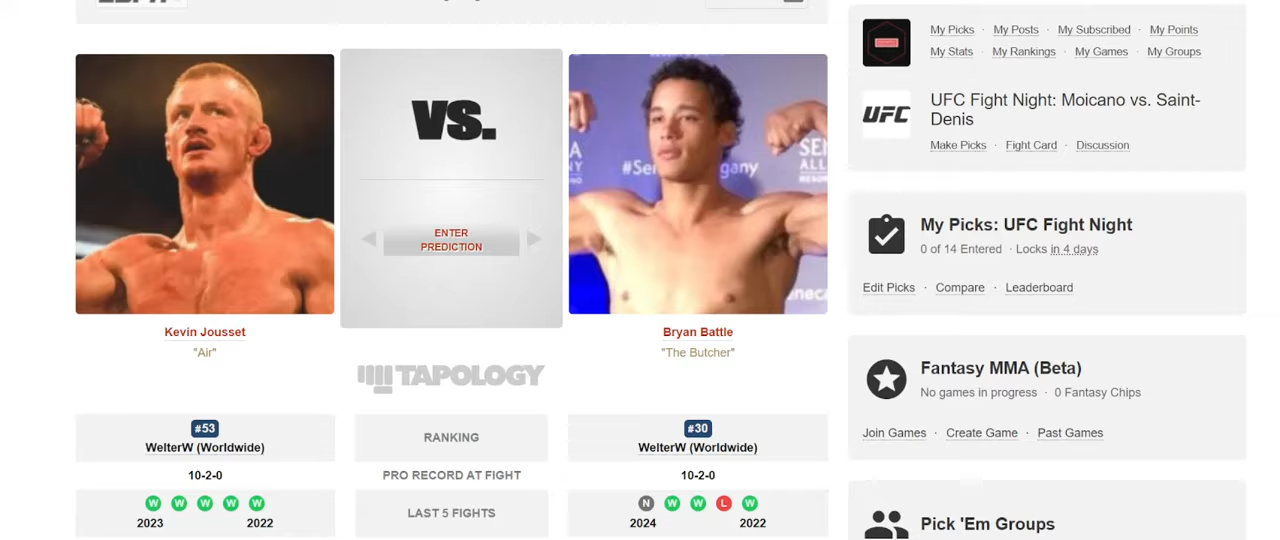 VS.
ENTER
PREDICTION
#Sen
gany
Kevin Jousset
"Air"
Bryan Battle
"The Butcher"
TAPOLOGY
#53
WelterW (Worldwide)
RANKING
#30
WelterW (Worldwide)
10-2-0
PRO RECORD AT FIGHT
10-2-0
W W W W W
2023 2022
LAST 5 FIGHTS
N W W L W
2024 2022
My Picks · My Posts · My Subscribed · My Points
My Stats · My Rankings · My Games · My Groups
UFC
UFC Fight Night: Moicano vs. Saint-
Denis
Make Picks · Fight Card · Discussion
My Picks: UFC Fight Night
0 of 14 Entered · Locks in 4 days
Edit Picks · Compare · Leaderboard
Fantasy MMA (Beta)
No games in progress · 0 Fantasy Chips
Join Games · Create Game · Past Games
Pick 'Em Groups